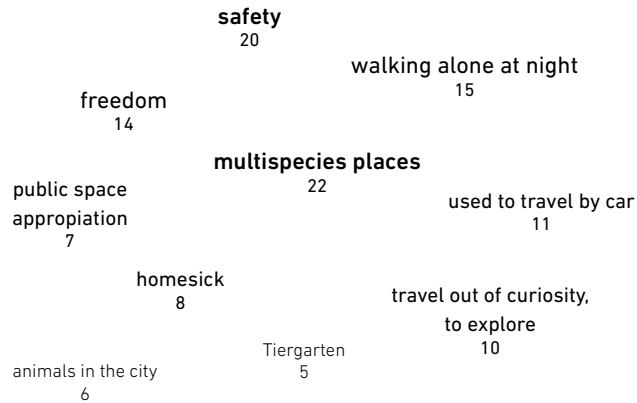 safety
20
walking alone at night
15
freedom
14
multispecies places
22
public space
appropiation
7
used to travel by car
11
homesick
8
travel out of curiosity,
to explore
10
Tiergarten
5
animals in the city
6